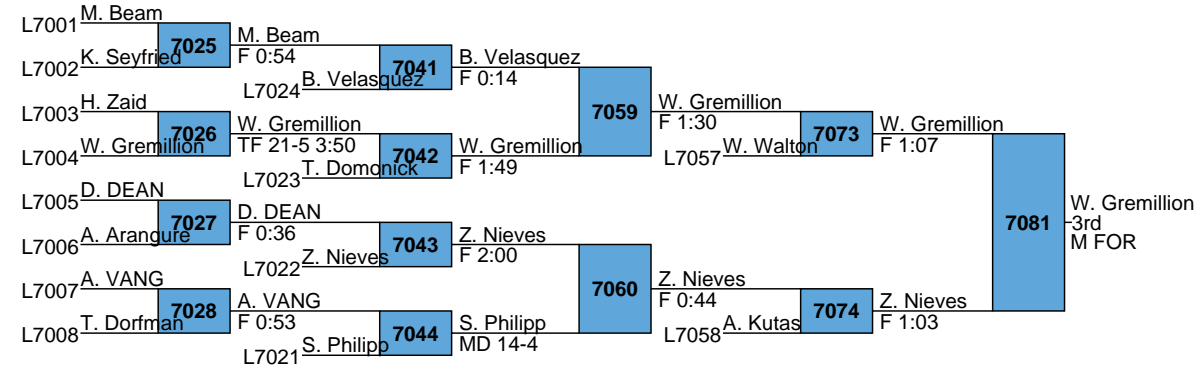 L7001 M. Beam
7025
L7002 K. Seyfried
M. Beam
F 0:54
7041
L7024 B. Velasquez
B. Velasquez
F 0:14
L7003 H. Zaid
7026
L7004 W. Gremillion
W. Gremillion
TF 21-5 3:50
7042
L7023 T. Domonick
W. Gremillion
F 1:49
7059
W. Gremillion
F 1:30
7073
L7057 W. Walton
W. Gremillion
F 1:07
L7005 D. DEAN
7027
L7006 A. Arangure
D. DEAN
F 0:36
7043
L7022 Z. Nieves
Z. Nieves
F 2:00
L7007 A. VANG
7028
L7008 T. Dorfman
A. VANG
F 0:53
7044
L7021 S. Philipp
S. Philipp
MD 14-4
7060
Z. Nieves
F 0:44
7074
L7058 A. Kutas
Z. Nieves
F 1:03
7081
W. Gremillion
3rd
M FOR